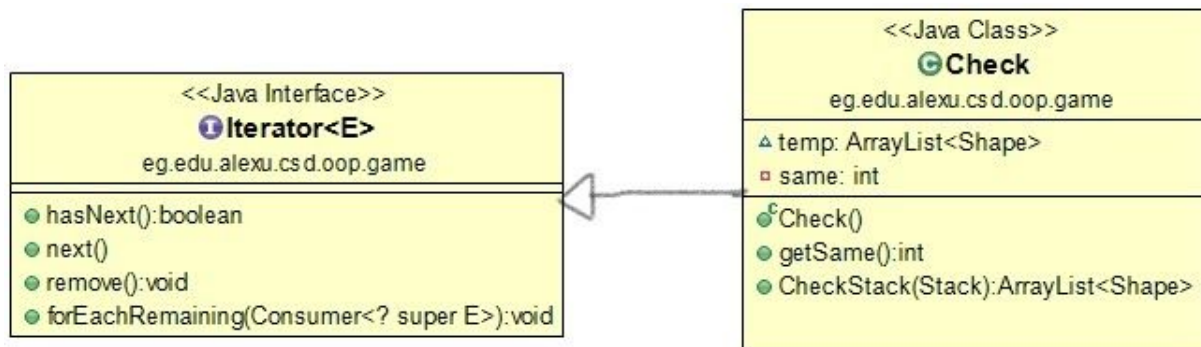 <<Java Interface>>
I Iterator<E>
eg.edu.alexu.csd.oop.game
hasNext():boolean
next()
remove():void
forEachRemaining(Consumer<? super E>):void
<<Java Class>>
C Check
eg.edu.alexu.csd.oop.game
temp: ArrayList<Shape>
same: int
C Check()
getSame():int
CheckStack(Stack):ArrayList<Shape>